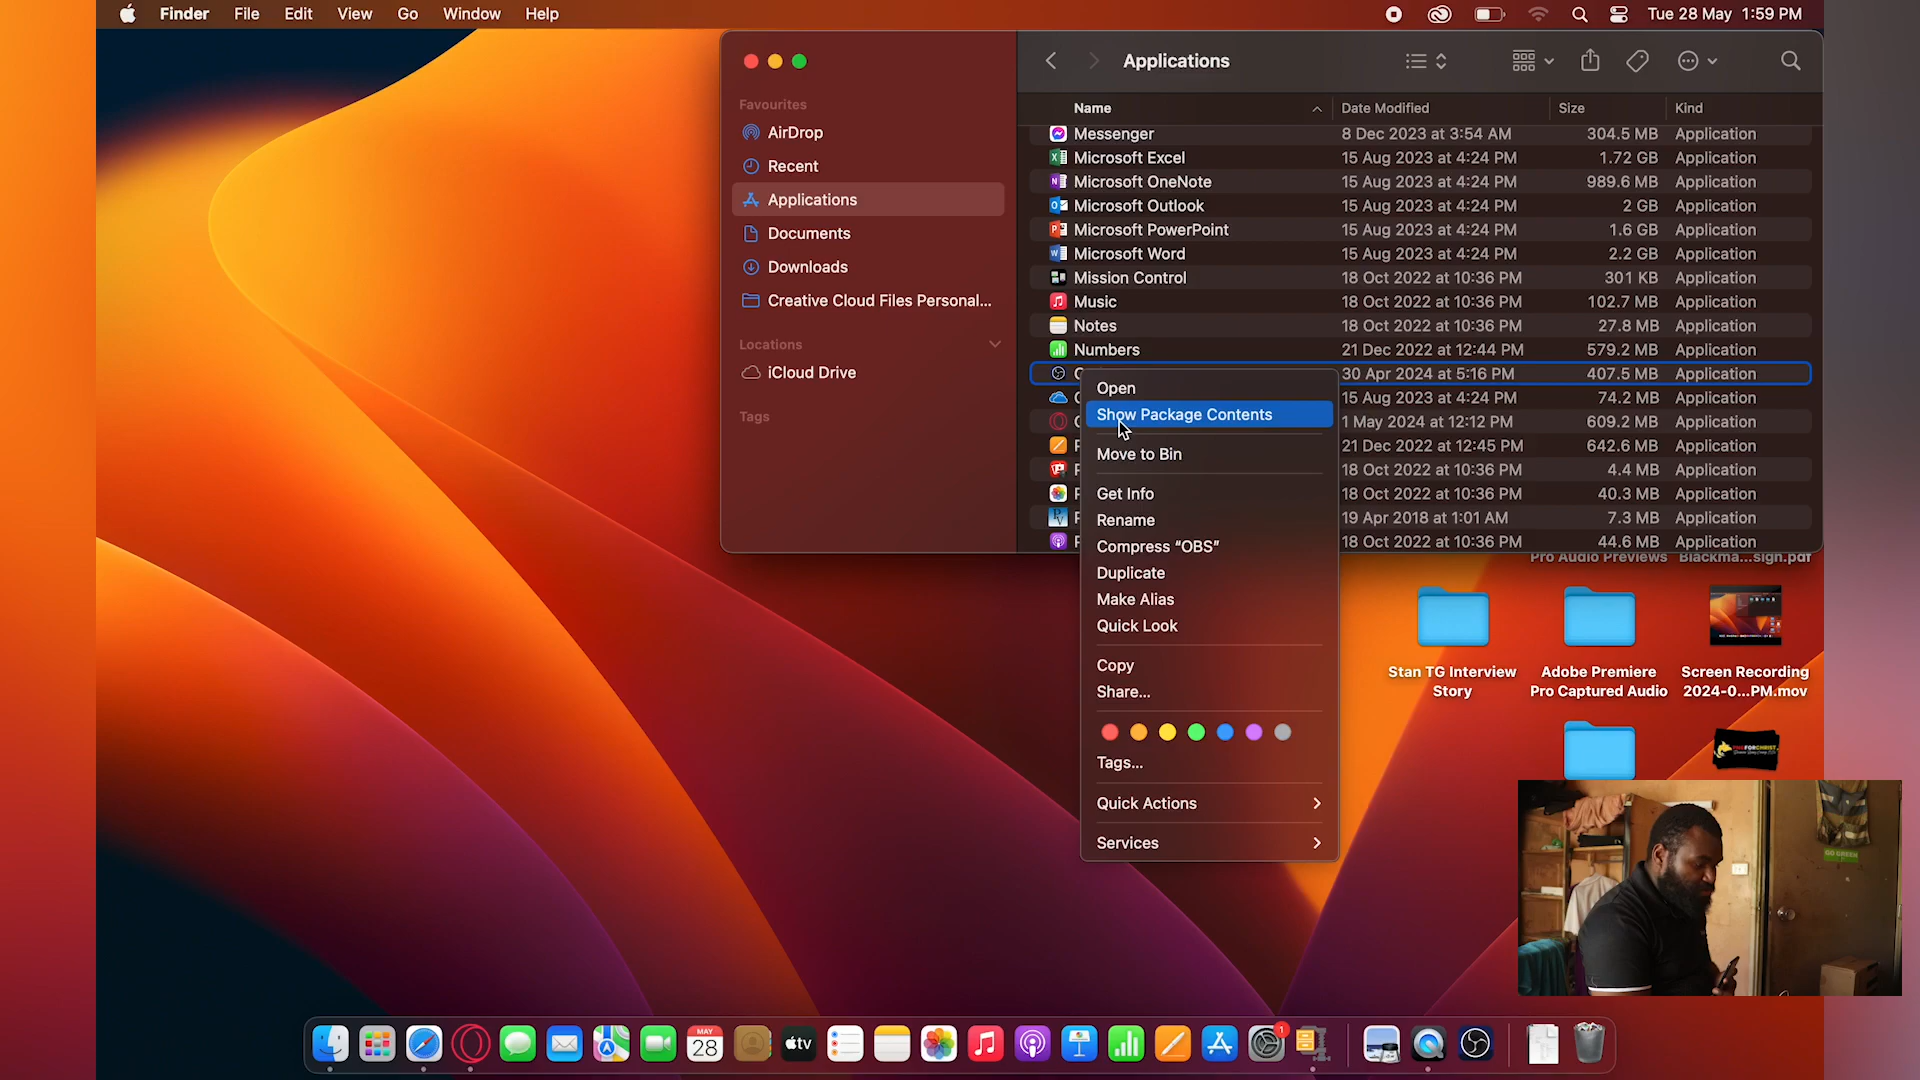 Finder File Edit View Go Window Help
Tue 28 May 1:59 PM
Applications
Favourites
AirDrop
Recent
Applications
Documents
Downloads
Creative Cloud Files Personal...
Locations
iCloud Drive
Tags
Name Date Modified Size Kind
Messenger 8 Dec 2023 at 3:54 AM 304.5 MB Application
Microsoft Excel 15 Aug 2023 at 4:24 PM 1.72 GB Application
Microsoft OneNote 15 Aug 2023 at 4:24 PM 989.6 MB Application
Microsoft Outlook 15 Aug 2023 at 4:24 PM 2 GB Application
Microsoft PowerPoint 15 Aug 2023 at 4:24 PM 1.6 GB Application
Microsoft Word 15 Aug 2023 at 4:24 PM 2.2 GB Application
Mission Control 18 Oct 2022 at 10:36 PM 301 KB Application
Music 18 Oct 2022 at 10:36 PM 102.7 MB Application
Notes 18 Oct 2022 at 10:36 PM 27.8 MB Application
Numbers 21 Dec 2022 at 12:44 PM 579.2 MB Application
30 Apr 2024 at 5:16 PM 407.5 MB Application
15 Aug 2023 at 4:24 PM 74.2 MB Application
1 May 2024 at 12:12 PM 609.2 MB Application
21 Dec 2022 at 12:45 PM 642.6 MB Application
18 Oct 2022 at 10:36 PM 4.4 MB Application
18 Oct 2022 at 10:36 PM 40.3 MB Application
19 Apr 2018 at 1:01 AM 7.3 MB Application
18 Oct 2022 at 10:36 PM 44.6 MB Application
Open
Show Package Contents
Move to Bin
Get Info
Rename
Compress “OBS”
Duplicate
Make Alias
Quick Look
Copy
Share...
Tags...
Quick Actions
Services
Pro Audio Previews Blackma...sign.pdf
Stan TG Interview
Story
Adobe Premiere
Pro Captured Audio
Screen Recording
2024-0...PM.mov
FORCHRIST
GO GREEN
MAY
28
tv
1